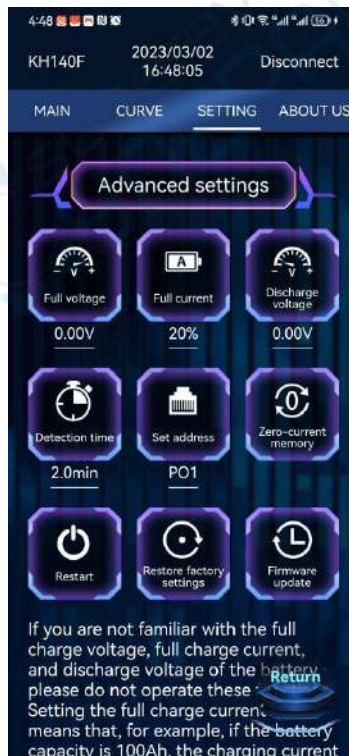 4:48 56
KH140F 2023/03/02 16:48:05 Disconnect
MAIN CURVE SETTING ABOUT US
Advanced settings
Full voltage Full current Discharge voltage
0.00V 20% 0.00V
Detection time Set address Zero-current memory
2.0min PO1
Restart Restore factory settings Firmware update
If you are not familiar with the full
charge voltage, full charge current,
and discharge voltage of the battery,
please do not operate these
Return
Setting the full charge current
means that, for example, if the battery
capacity is 100Ah, the charging current